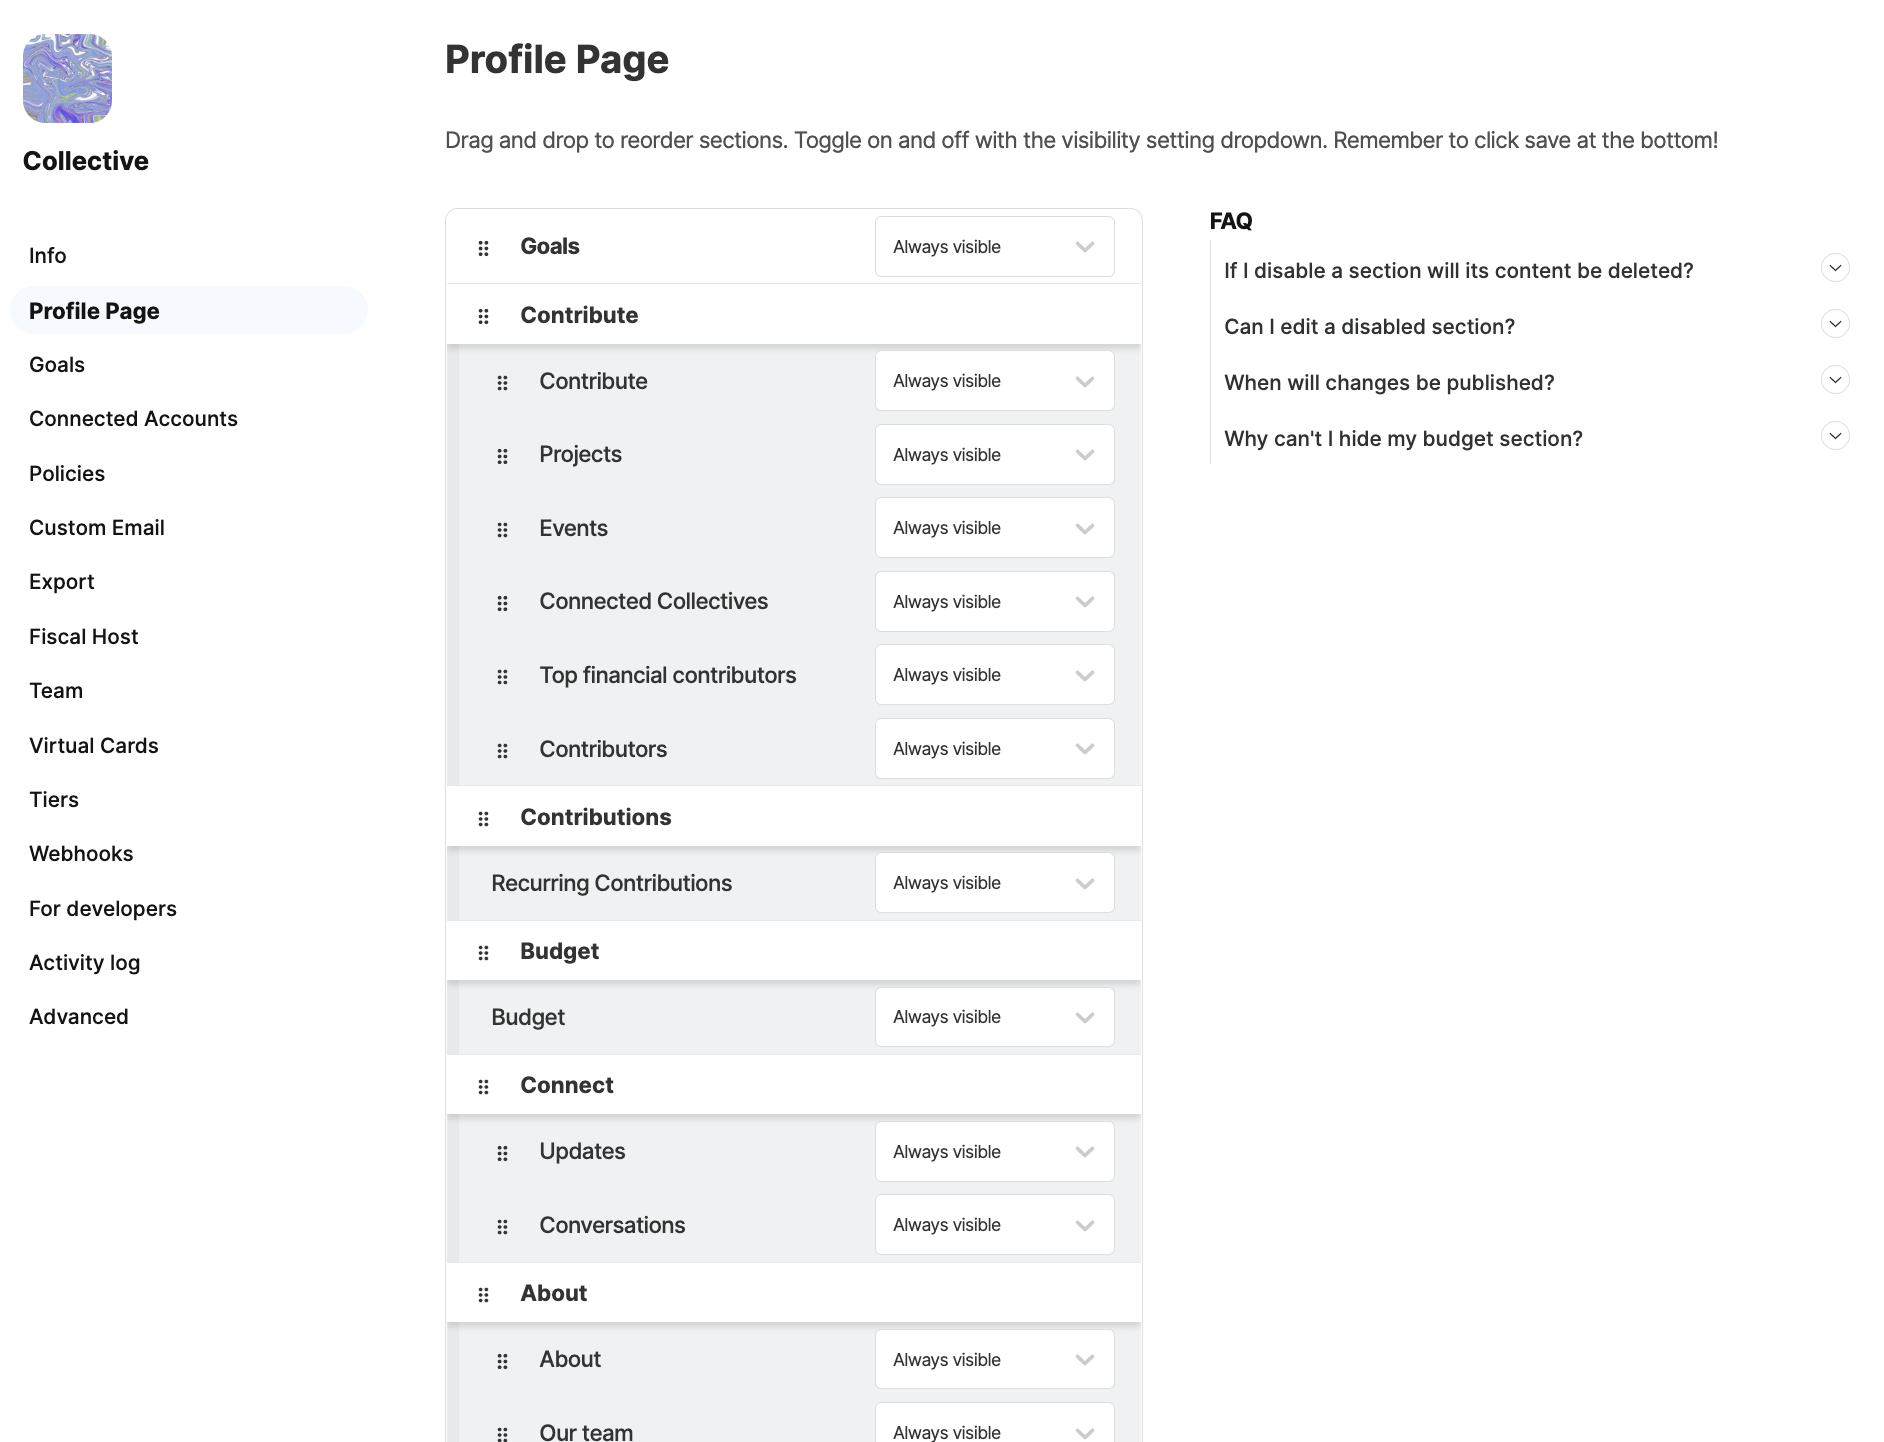 Collective
Info
Profile Page
Goals
Connected Accounts
Policies
Custom Email
Export
Fiscal Host
Team
Virtual Cards
Tiers
Webhooks
For developers
Activity log
Advanced
Profile Page
Drag and drop to reorder sections. Toggle on and off with the visibility setting dropdown. Remember to click save at the bottom!
Goals Always visible
Contribute
Contribute Always visible
Projects Always visible
Events Always visible
Connected Collectives Always visible
Top financial contributors Always visible
Contributors Always visible
Contributions
Recurring Contributions Always visible
Budget
Budget Always visible
Connect
Updates Always visible
Conversations Always visible
About
About Always visible
Our team Always visible
FAQ
If I disable a section will its content be deleted?
Can I edit a disabled section?
When will changes be published?
Why can't I hide my budget section?